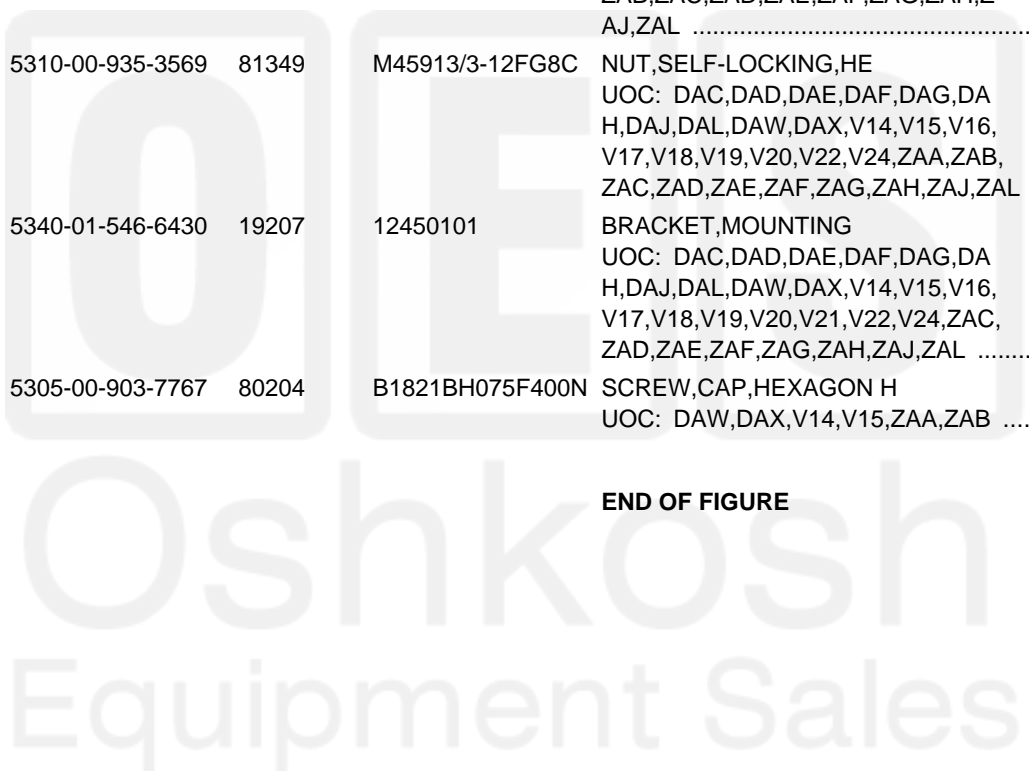 AJ,ZAL ..................................................
5310-00-935-3569 81349 M45913/3-12FG8C NUT,SELF-LOCKING,HE
UOC: DAC,DAD,DAE,DAF,DAG,DA
H,DAJ,DAL,DAW,DAX,V14,V15,V16,
V17,V18,V19,V20,V22,V24,ZAA,ZAB,
ZAC,ZAD,ZAE,ZAF,ZAG,ZAH,ZAJ,ZAL
5340-01-546-6430 19207 12450101 BRACKET,MOUNTING
UOC: DAC,DAD,DAE,DAF,DAG,DA
H,DAJ,DAL,DAW,DAX,V14,V15,V16,
V17,V18,V19,V20,V21,V22,V24,ZAC,
ZAD,ZAE,ZAF,ZAG,ZAH,ZAJ,ZAL ........
5305-00-903-7767 80204 B1821BH075F400N SCREW,CAP,HEXAGON H
UOC: DAW,DAX,V14,V15,ZAA,ZAB ....
END OF FIGURE
OES
Oshkosh
Equipment Sales